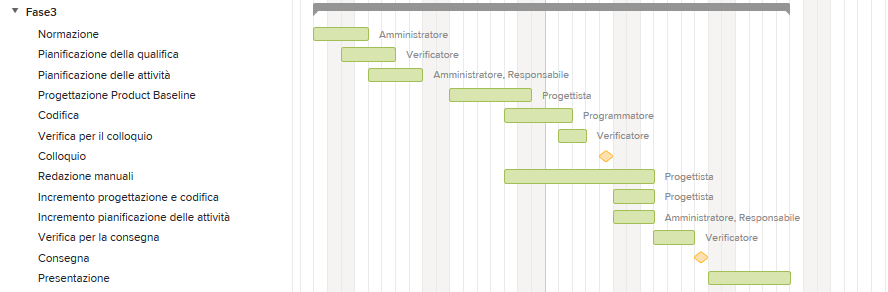 Fase3
Normazione Amministratore
Pianificazione della qualifica Verificatore
Pianificazione delle attività Amministratore, Responsabile
Progettazione Product Baseline Progettista
Codifica Programmatore
Verifica per il colloquio Verificatore
Colloquio
Redazione manuali Progettista
Incremento progettazione e codifica Progettista
Incremento pianificazione delle attività Amministratore, Responsabile
Verifica per la consegna Verificatore
Consegna
Presentazione